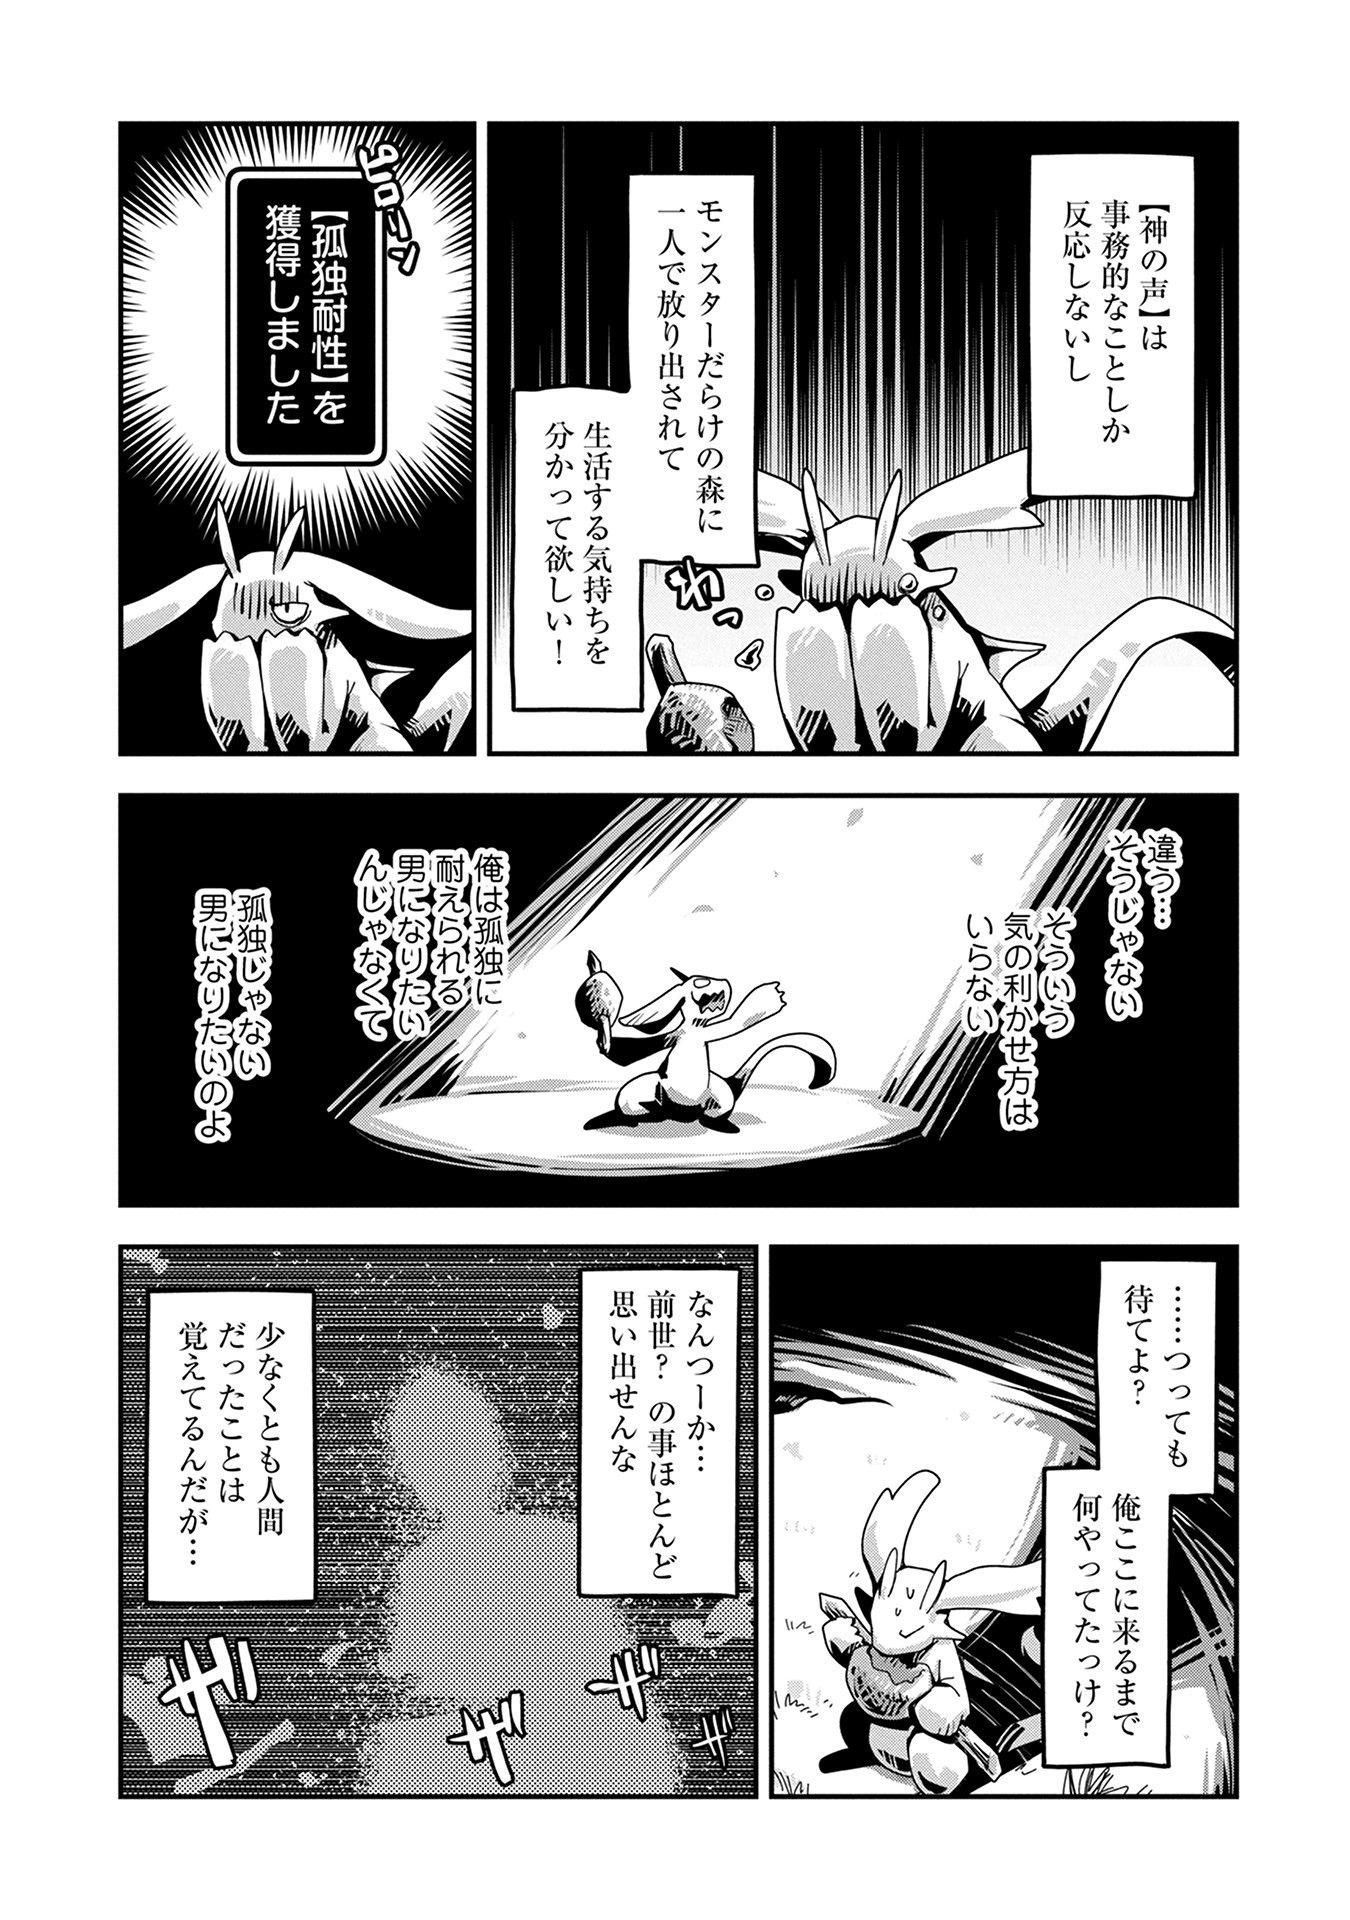 【神の声】は
事務的なことしか
反応しないし
モンスターだらけの森に
一人で放り出されて
生活する気持ちを
分かって欲しい！
わっ
ピロニン
【孤独耐性】を
獲得しました
違う…
そうじゃない
そういう
気の利かせ方は
いらない
俺は孤独に
耐えられる
男になりたい
んじゃなくて
孤独じゃない
男になりたいのよ
……つっても
待てよ？
俺ここに来るまで
何やってたっけ？
なんつーか…
前世？の事ほとんど
思い出せんな
少なくとも人間
だったことは
覚えてるんだが…
ザ
ザ
ザ
ザ